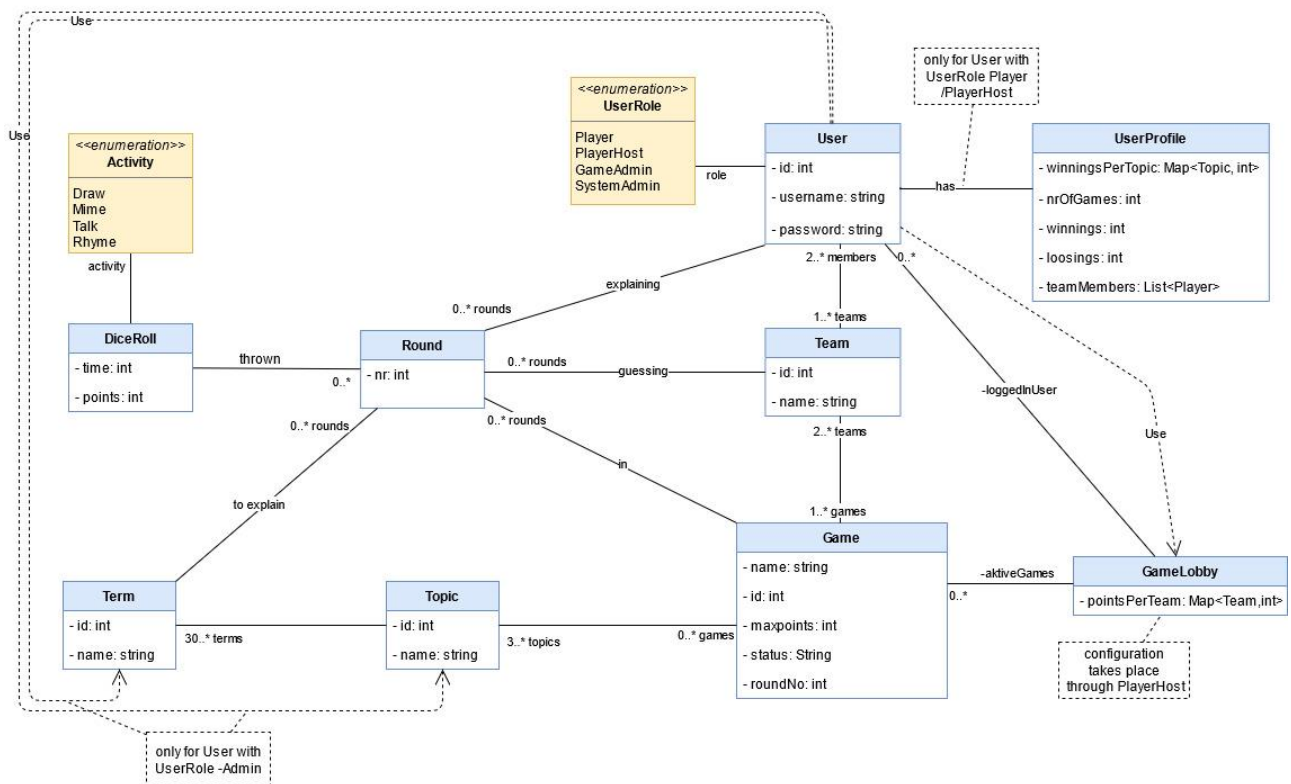 Use
only for User with
UserRole Player
/PlayerHost
<<enumeration>>
UserRole
Player
PlayerHost
GameAdmin
SystemAdmin
role
User
- id: int
- username: string
- password: string
has
UserProfile
- winningsPerTopic: Map<Topic, int>
- nrOfGames: int
- winnings: int
- loosings: int
- teamMembers: List<Player>
Use
<<enumeration>>
Activity
Draw
Mime
Talk
Rhyme
activity
2..* members
0..*
explaining
0..* rounds
1..* teams
DiceRoll
- time: int
- points: int
thrown
0..*
Round
- nr: int
0..* rounds
guessing
Team
- id: int
- name: string
-loggedInUser
Use
0..* rounds
0..* rounds
2..* teams
in
to explain
1..* games
Game
- name: string
- id: int
- maxpoints: int
- status: String
- roundNo: int
-aktiveGames
0..*
GameLobby
- pointsPerTeam: Map<Team,int>
Term
- id: int
- name: string
30..* terms
Topic
- id: int
- name: string
3..* topics
0..* games
configuration
takes place
through PlayerHost
only for User with
UserRole -Admin